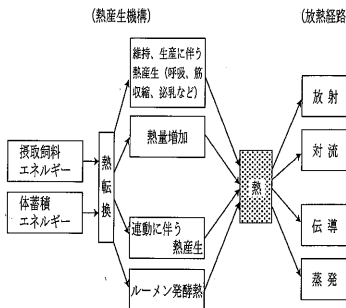 (熱産生機構)
(放熱経路
維持、生産に伴う
熱産生(呼吸、筋
収縮、泌乳など)
熱量増加
運動に伴う
熱産生
ルーメン発酵熱
摂取飼料
エネルギー
体蓄積
エネルギー
熱転換
熱
放射
対流
伝導
蒸発